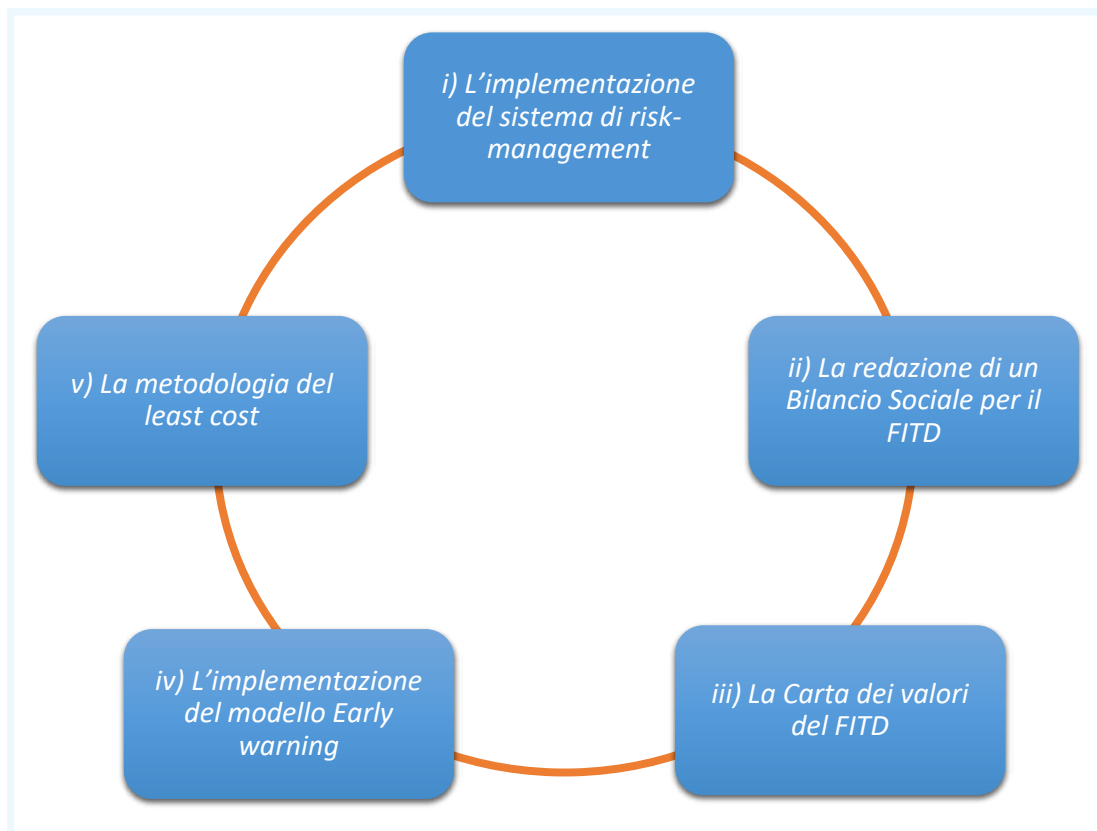 i) L’implementazione
del sistema di risk-
management
ii) La redazione di un
Bilancio Sociale per il
FITD
iii) La Carta dei valori
del FITD
iv) L’implementazione
del modello Early
warning
v) La metodologia del
least cost